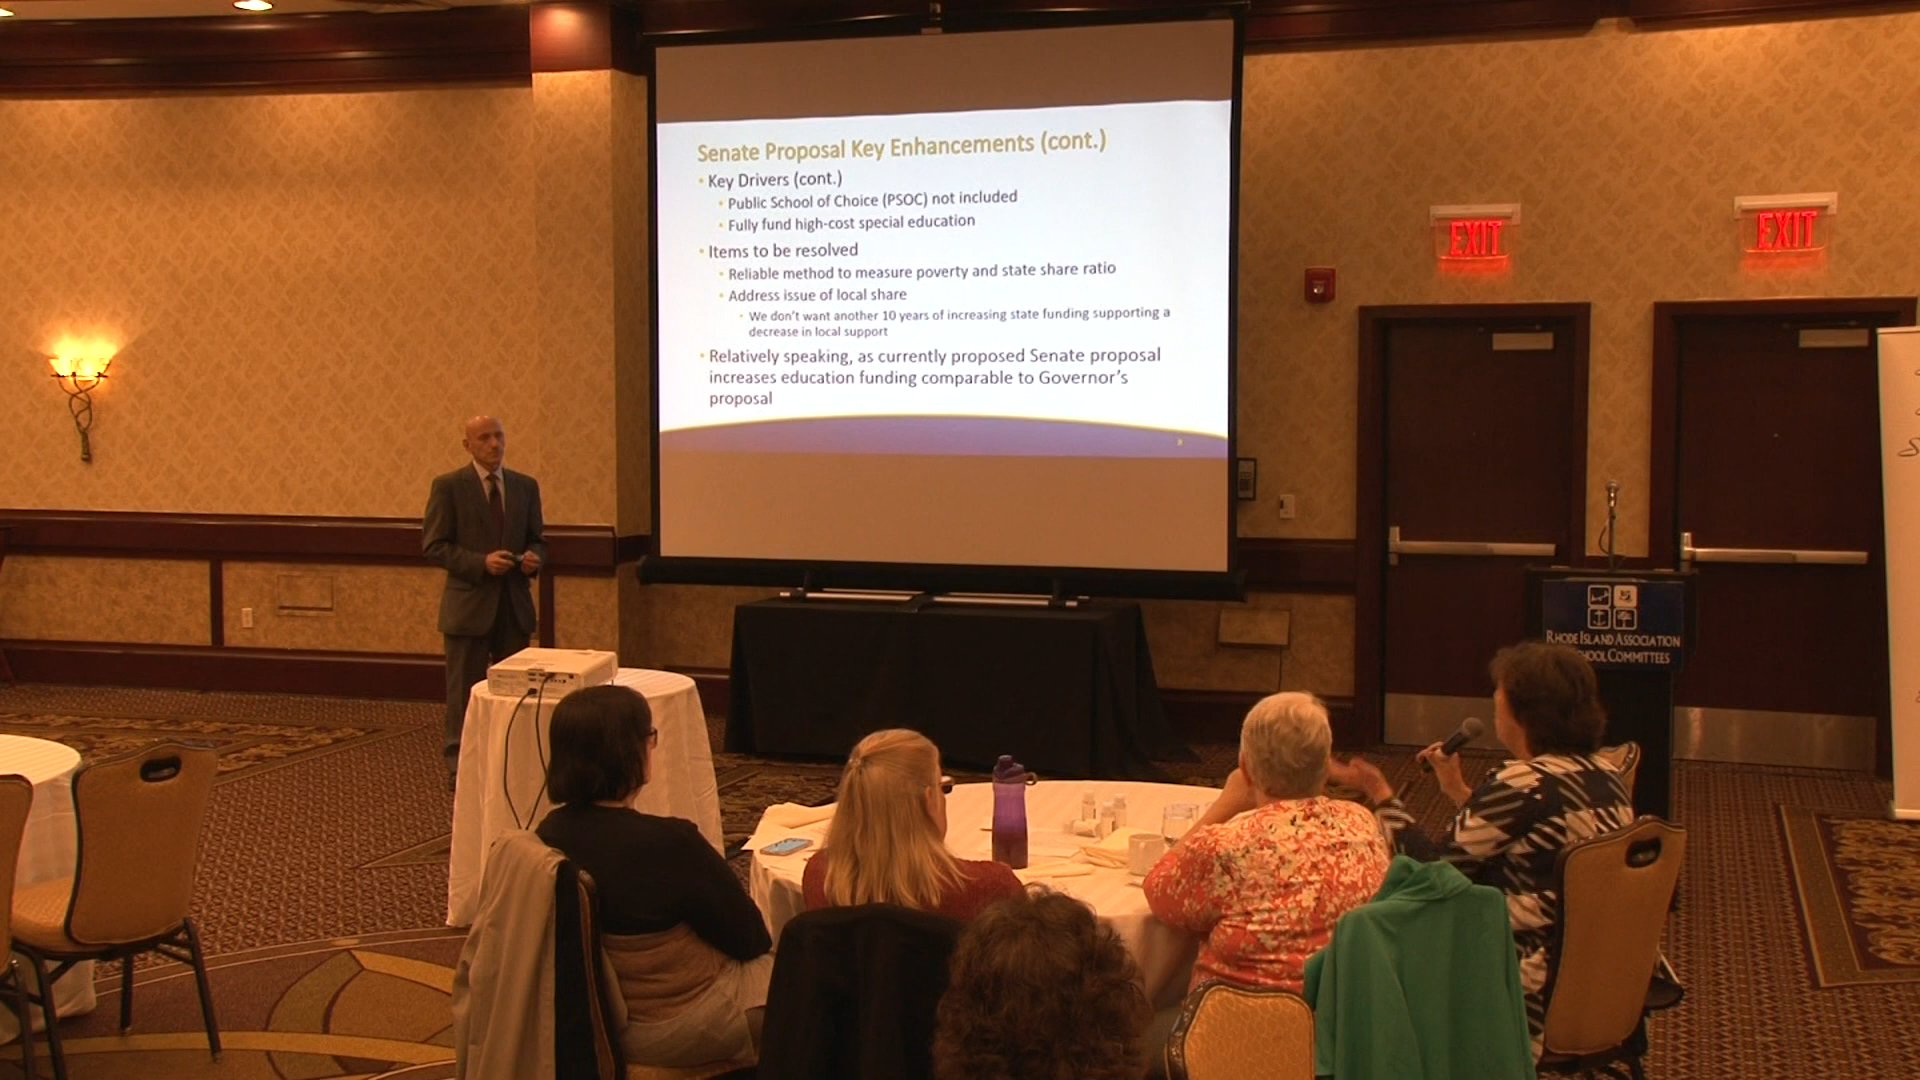 Senate Proposal Key Enhancements (cont.)
• Key Drivers (cont.)
• Public School of Choice (PSOC) not included
• Fully fund high-cost special education
• Items to be resolved
• Reliable method to measure poverty and state share ratio
• Address issue of local share
• We don't want another 10 years of increasing state funding supporting a
decrease in local support
• Relatively speaking, as currently proposed Senate proposal
increases education funding comparable to Governor's
proposal
EXIT
EXIT
RHODE ISLAND ASSOCIATION
SCHOOL COMMITTEES